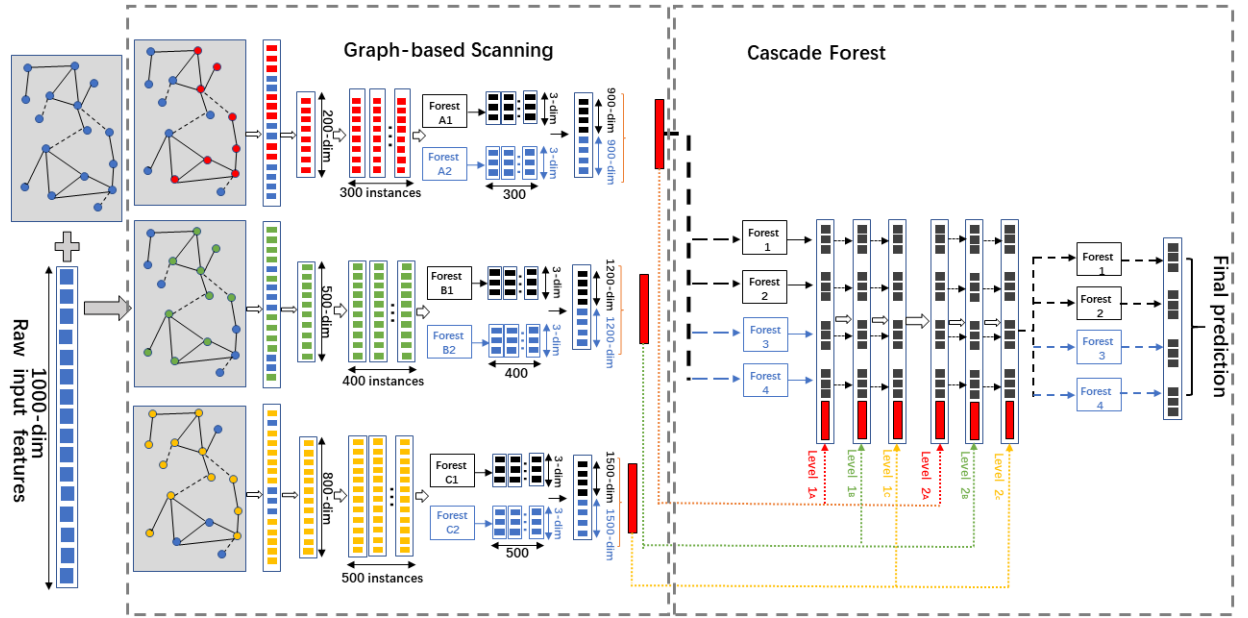 Graph-based Scanning
Cascade Forest
Raw input features
1000-dim
200-dim
300 instances
Forest
A1
Forest
A2
3-dim
3-dim
300
900-dim
900-dim
500-dim
400 instances
Forest
B1
Forest
B2
3-dim
3-dim
400
1200-dim
1200-dim
800-dim
500 instances
Forest
C1
Forest
C2
3-dim
3-dim
500
1500-dim
1500-dim
Forest
1
Forest
2
Forest
3
Forest
4
Level 1A
Level 1B
Level 1C
Level 2A
Level 2B
Level 2.
Forest
1
Forest
2
Forest
3
Forest
4
Final prediction